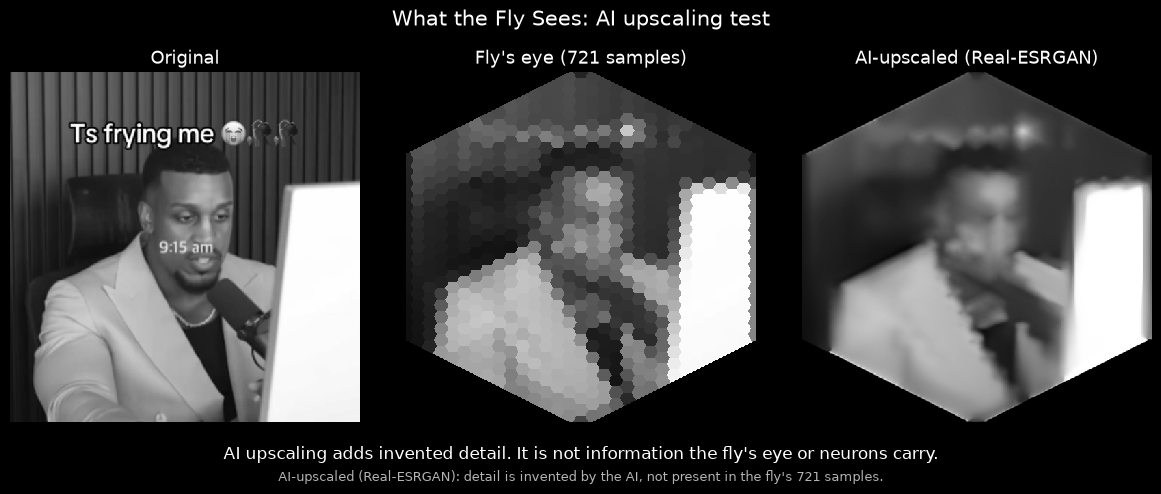 What the Fly Sees: AI upscaling test
Original
Fly's eye (721 samples)
AI-upscaled (Real-ESRGAN)
Ts frying me 😭🥀🥀
9:15 am
AI upscaling adds invented detail. It is not information the fly's eye or neurons carry.
AI-upscaled (Real-ESRGAN): detail is invented by the AI, not present in the fly's 721 samples.